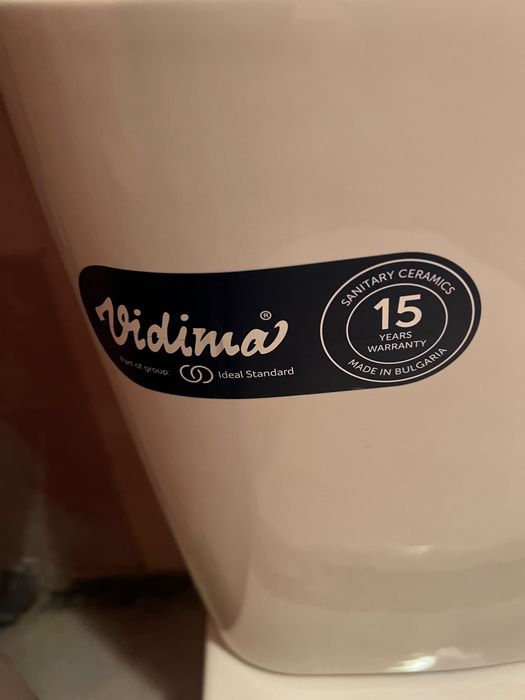 Vidima®
Part of group: Ideal Standard
SANITARY CERAMICS
15
YEARS
WARRANTY
MADE IN BULGARIA